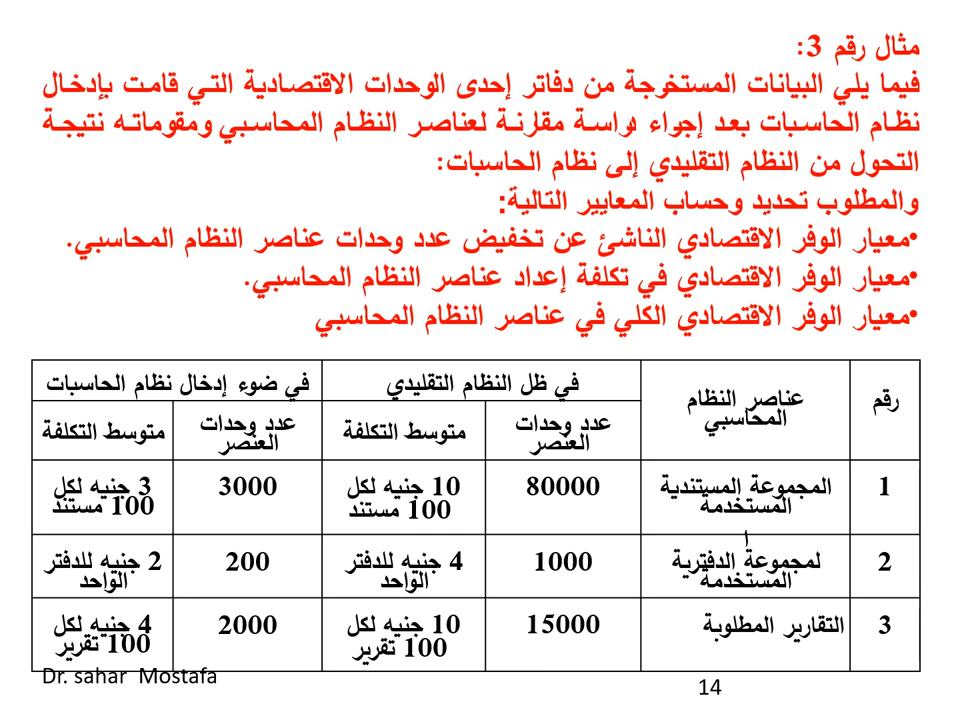 مثال رقم 3:
فيما يلي البيانات المستخرجة من دفاتر إحدى الوحدات الاقتصادية التي قامت بإدخال
نظام الحاسبات بعد إجراء دراسة مقارنة لعناصر النظام المحاسبي ومقوماته نتيجة
التحول من النظام التقليدي إلى نظام الحاسبات:
والمطلوب تحديد وحساب المعايير التالية:
•معيار الوفر الاقتصادي الناشئ عن تخفيض عدد وحدات عناصر النظام المحاسبي.
•معيار الوفر الاقتصادي في تكلفة إعداد عناصر النظام المحاسبي.
•معيار الوفر الاقتصادي الكلي في عناصر النظام المحاسبي
رقم
عناصر النظام
المحاسبي
في ظل النظام التقليدي
في ضوء إدخال نظام الحاسبات
عدد وحدات
العنصر
متوسط التكلفة
عدد وحدات
العنصر
متوسط التكلفة
1
المجموعة المستندية
المستخدمة
80000
10 جنيه لكل
100 مستند
3000
3 جنيه لكل
100 مستند
2
ا
لمجموعة الدفترية
المستخدمة
1000
4 جنيه للدفتر
الواحد
200
2 جنيه للدفتر
الواحد
3
التقارير المطلوبة
15000
10 جنيه لكل
100 تقرير
2000
4 جنيه لكل
100 تقرير
Dr. sahar Mostafa
14